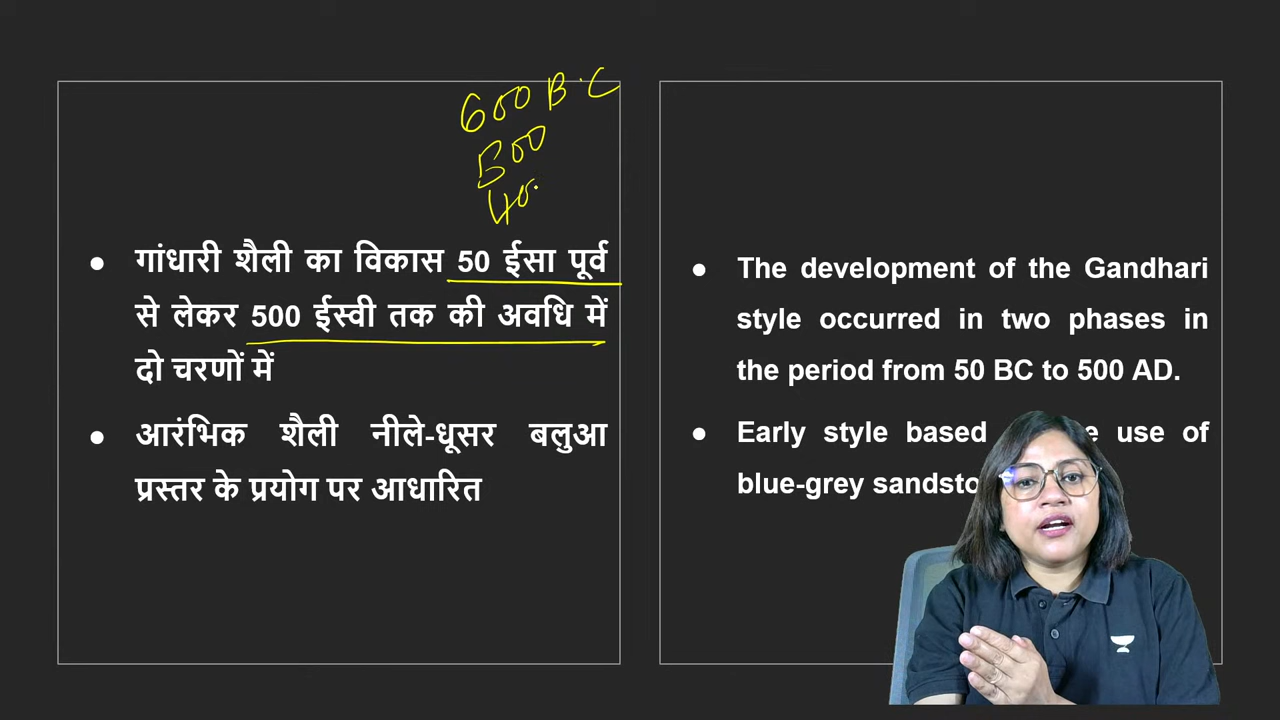 600 B.C
500
40
गांधारी शैली का विकास 50 ईसा पूर्व
से लेकर 500 ईस्वी तक की अवधि में
दो चरणों में
आरंभिक शैली नीले-धूसर बलुआ
प्रस्तर के प्रयोग पर आधारित
The development of the Gandhari
style occurred in two phases in
the period from 50 BC to 500 AD.
Early style based use of
blue-grey